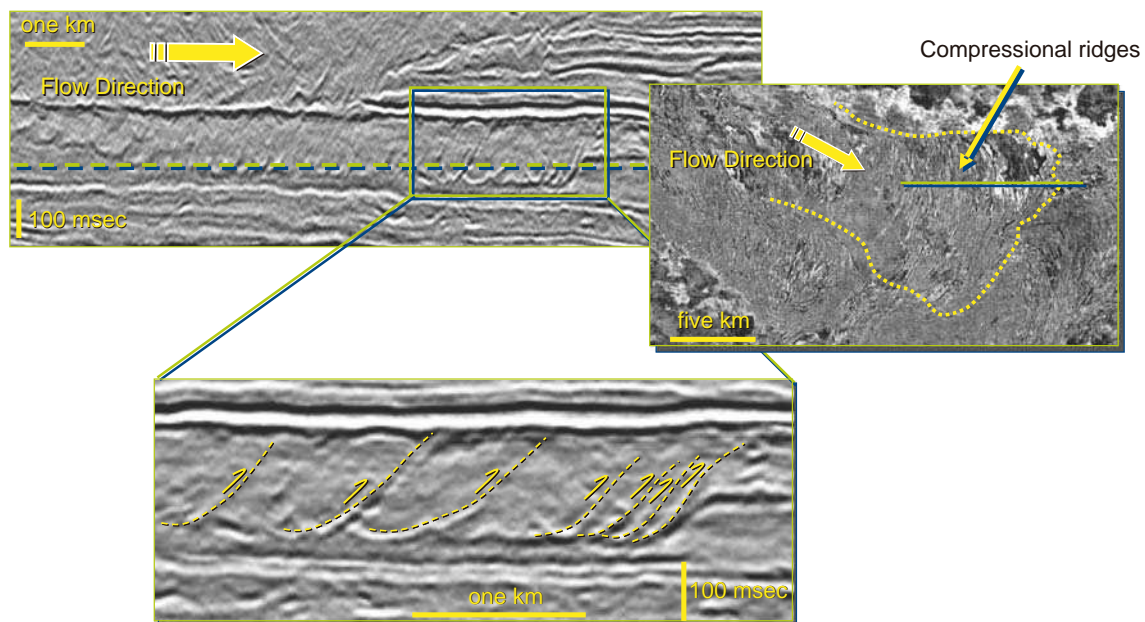 one km
Flow Direction
100 msec
Compressional ridges
Flow Direction
five km
one km
100 msec